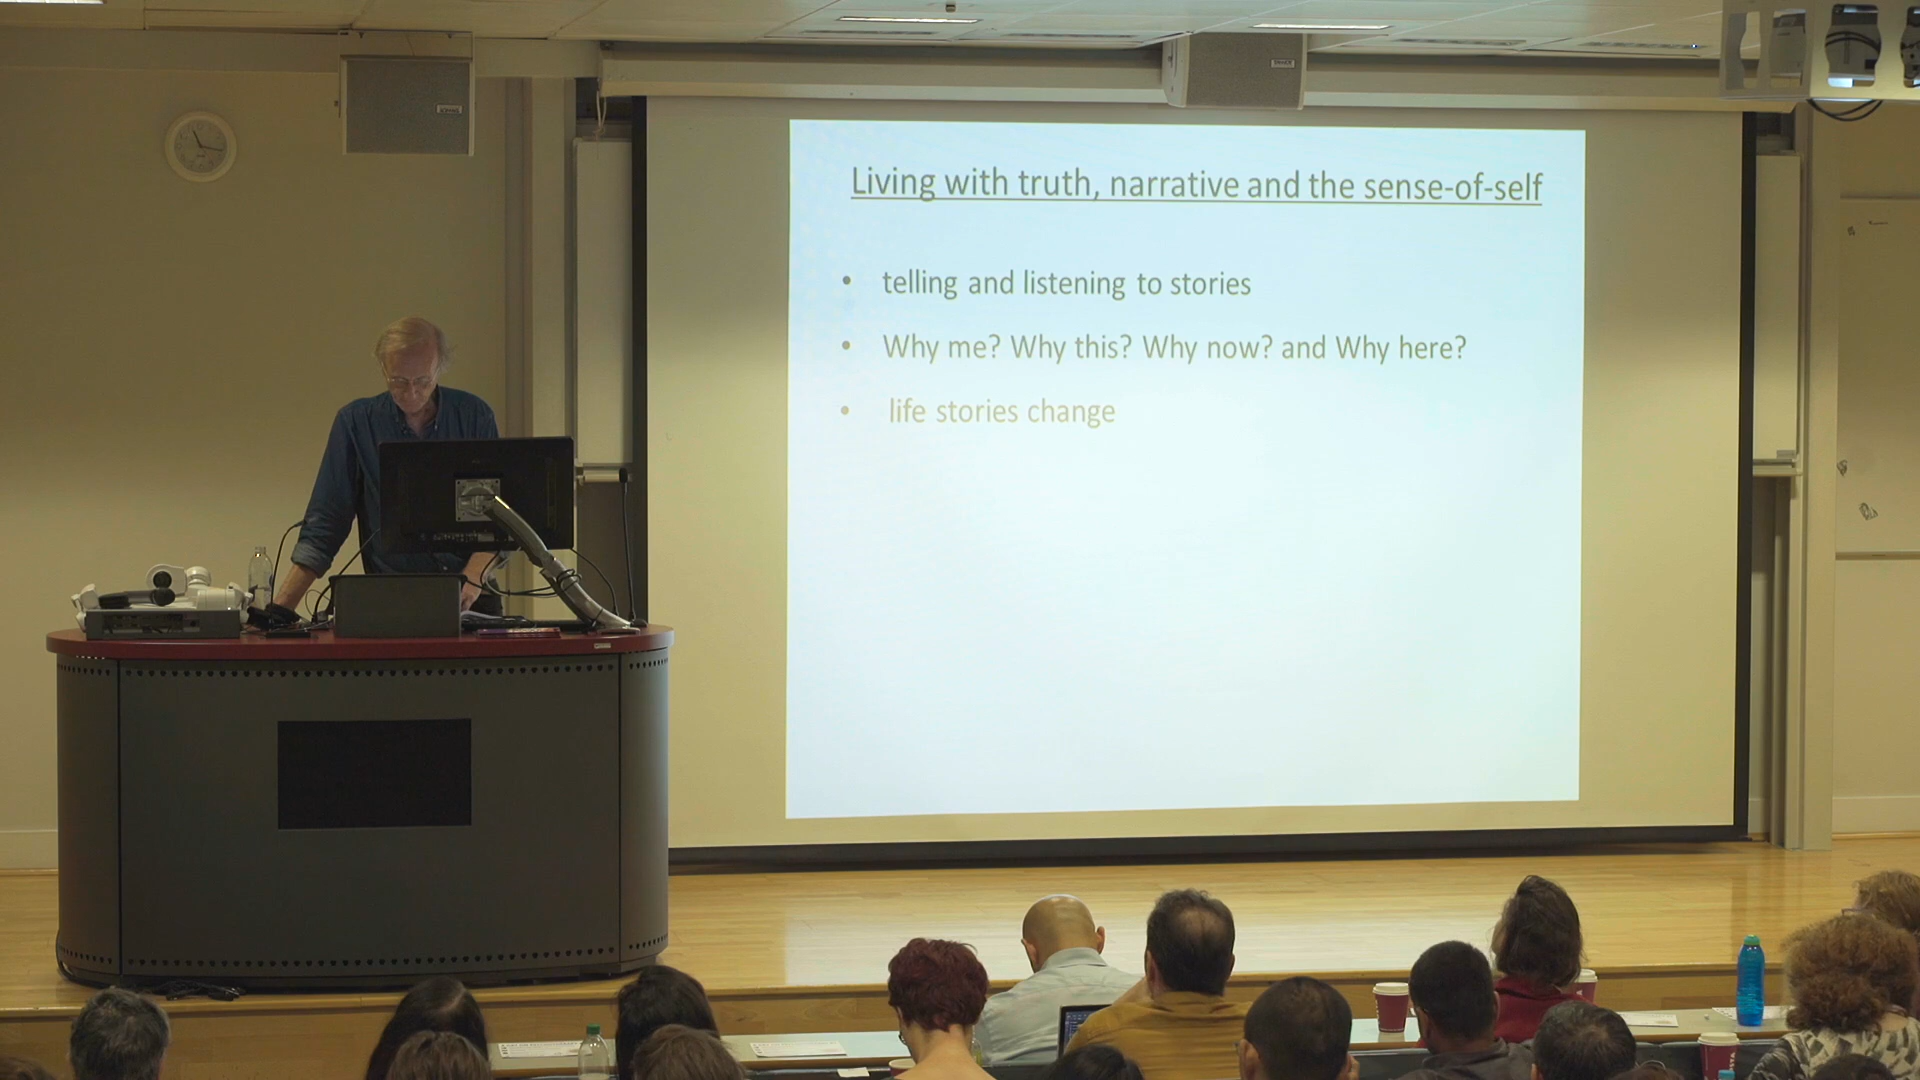 Living with truth, narrative and the sense-of-self
• telling and listening to stories
• Why me? Why this? Why now? and Why here?
• life stories change